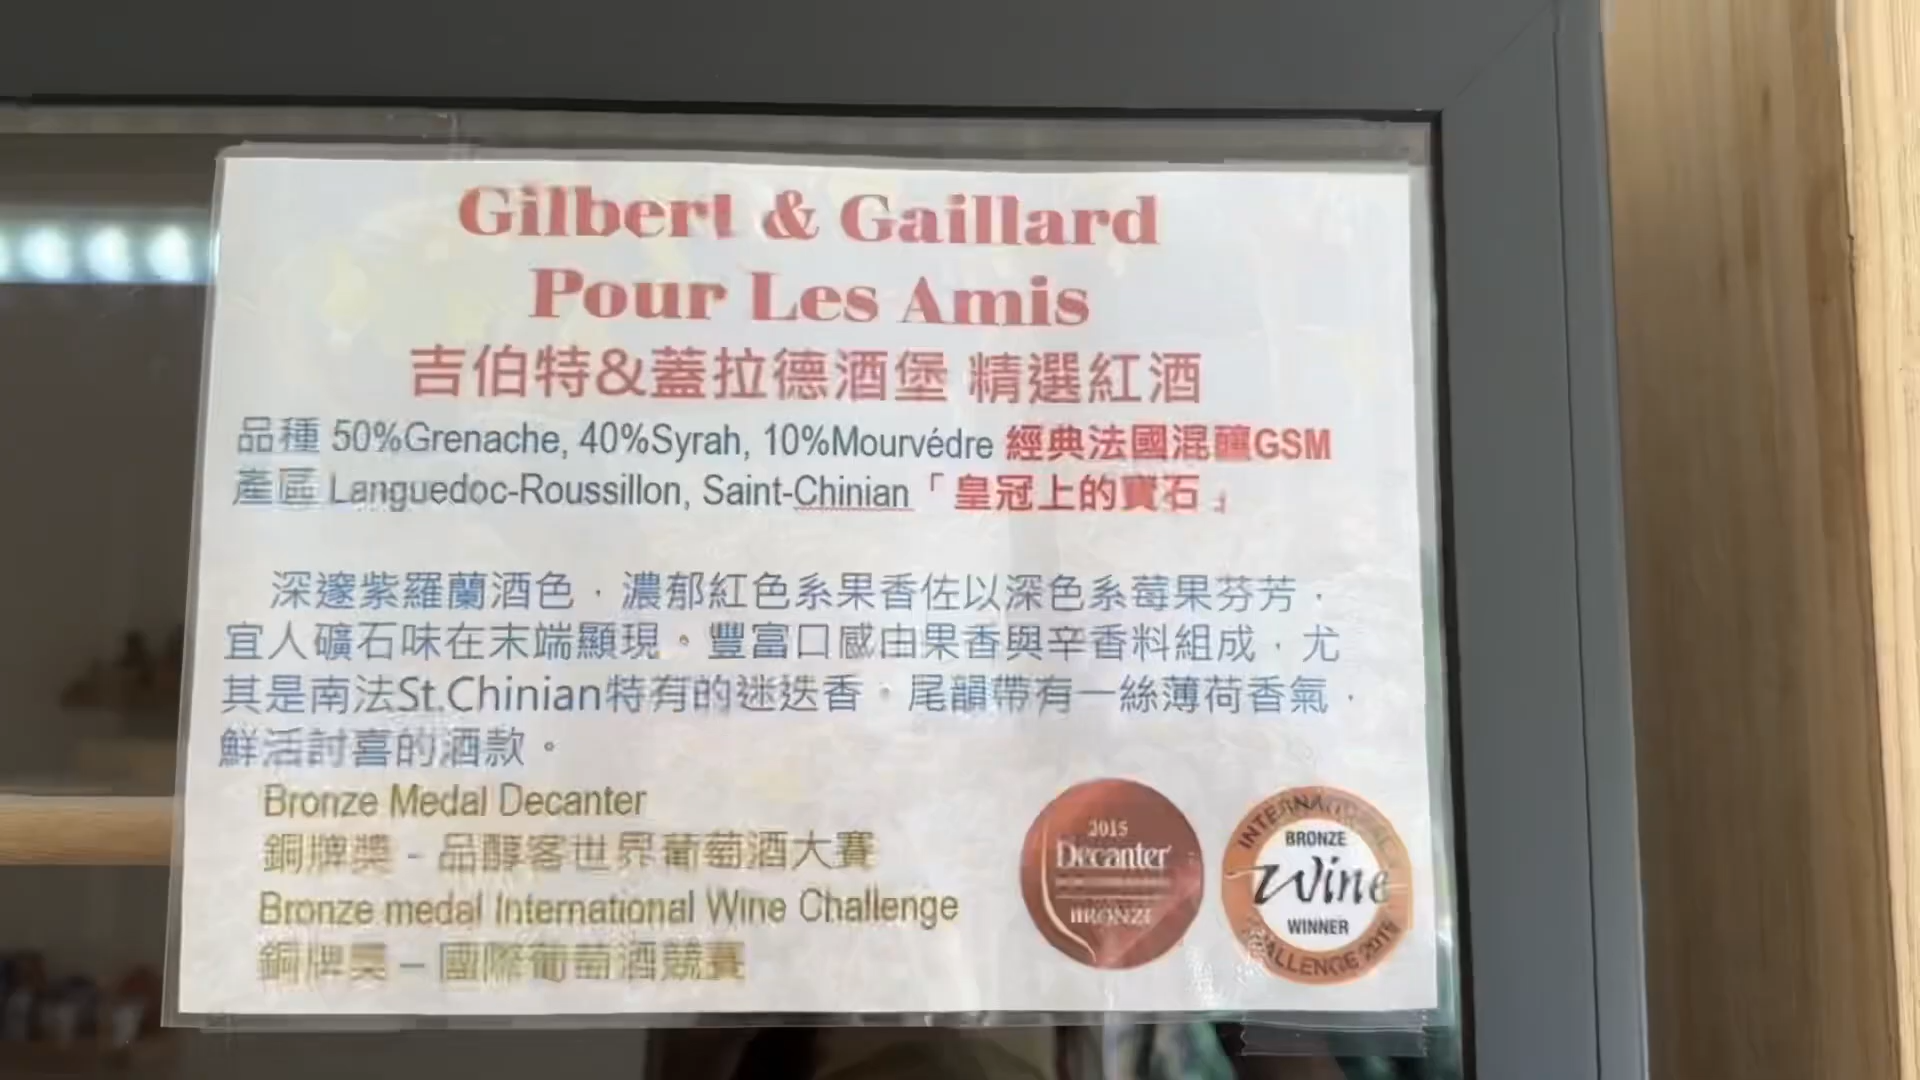 Gilbert & Gaillard
Pour Les Amis
吉伯特&蓋拉德酒堡 精選紅酒
品種 50%Grenache, 40%Syrah, 10%Mourvédre 經典法國混釀GSM
產區 Languedoc-Roussillon, Saint-Chinian「皇冠上的寶石」
深邃紫羅蘭酒色，濃郁紅色系果香佐以深色系莓果芬芳，
宜人礦石味在末端顯現。豐富口感由果香與辛香料組成，尤
其是南法St.Chinian特有的迷迭香。尾韻帶有一絲薄荷香氣，
鮮活討喜的酒款。
Bronze Medal Decanter
銅牌獎 - 品醇客世界葡萄酒大賽
Bronze medal International Wine Challenge
銅牌獎 – 國際葡萄酒競賽
2015
Decanter
BRONZE
INTERNATIONAL
BRONZE
Wine
WINNER
CHALLENGE 2015